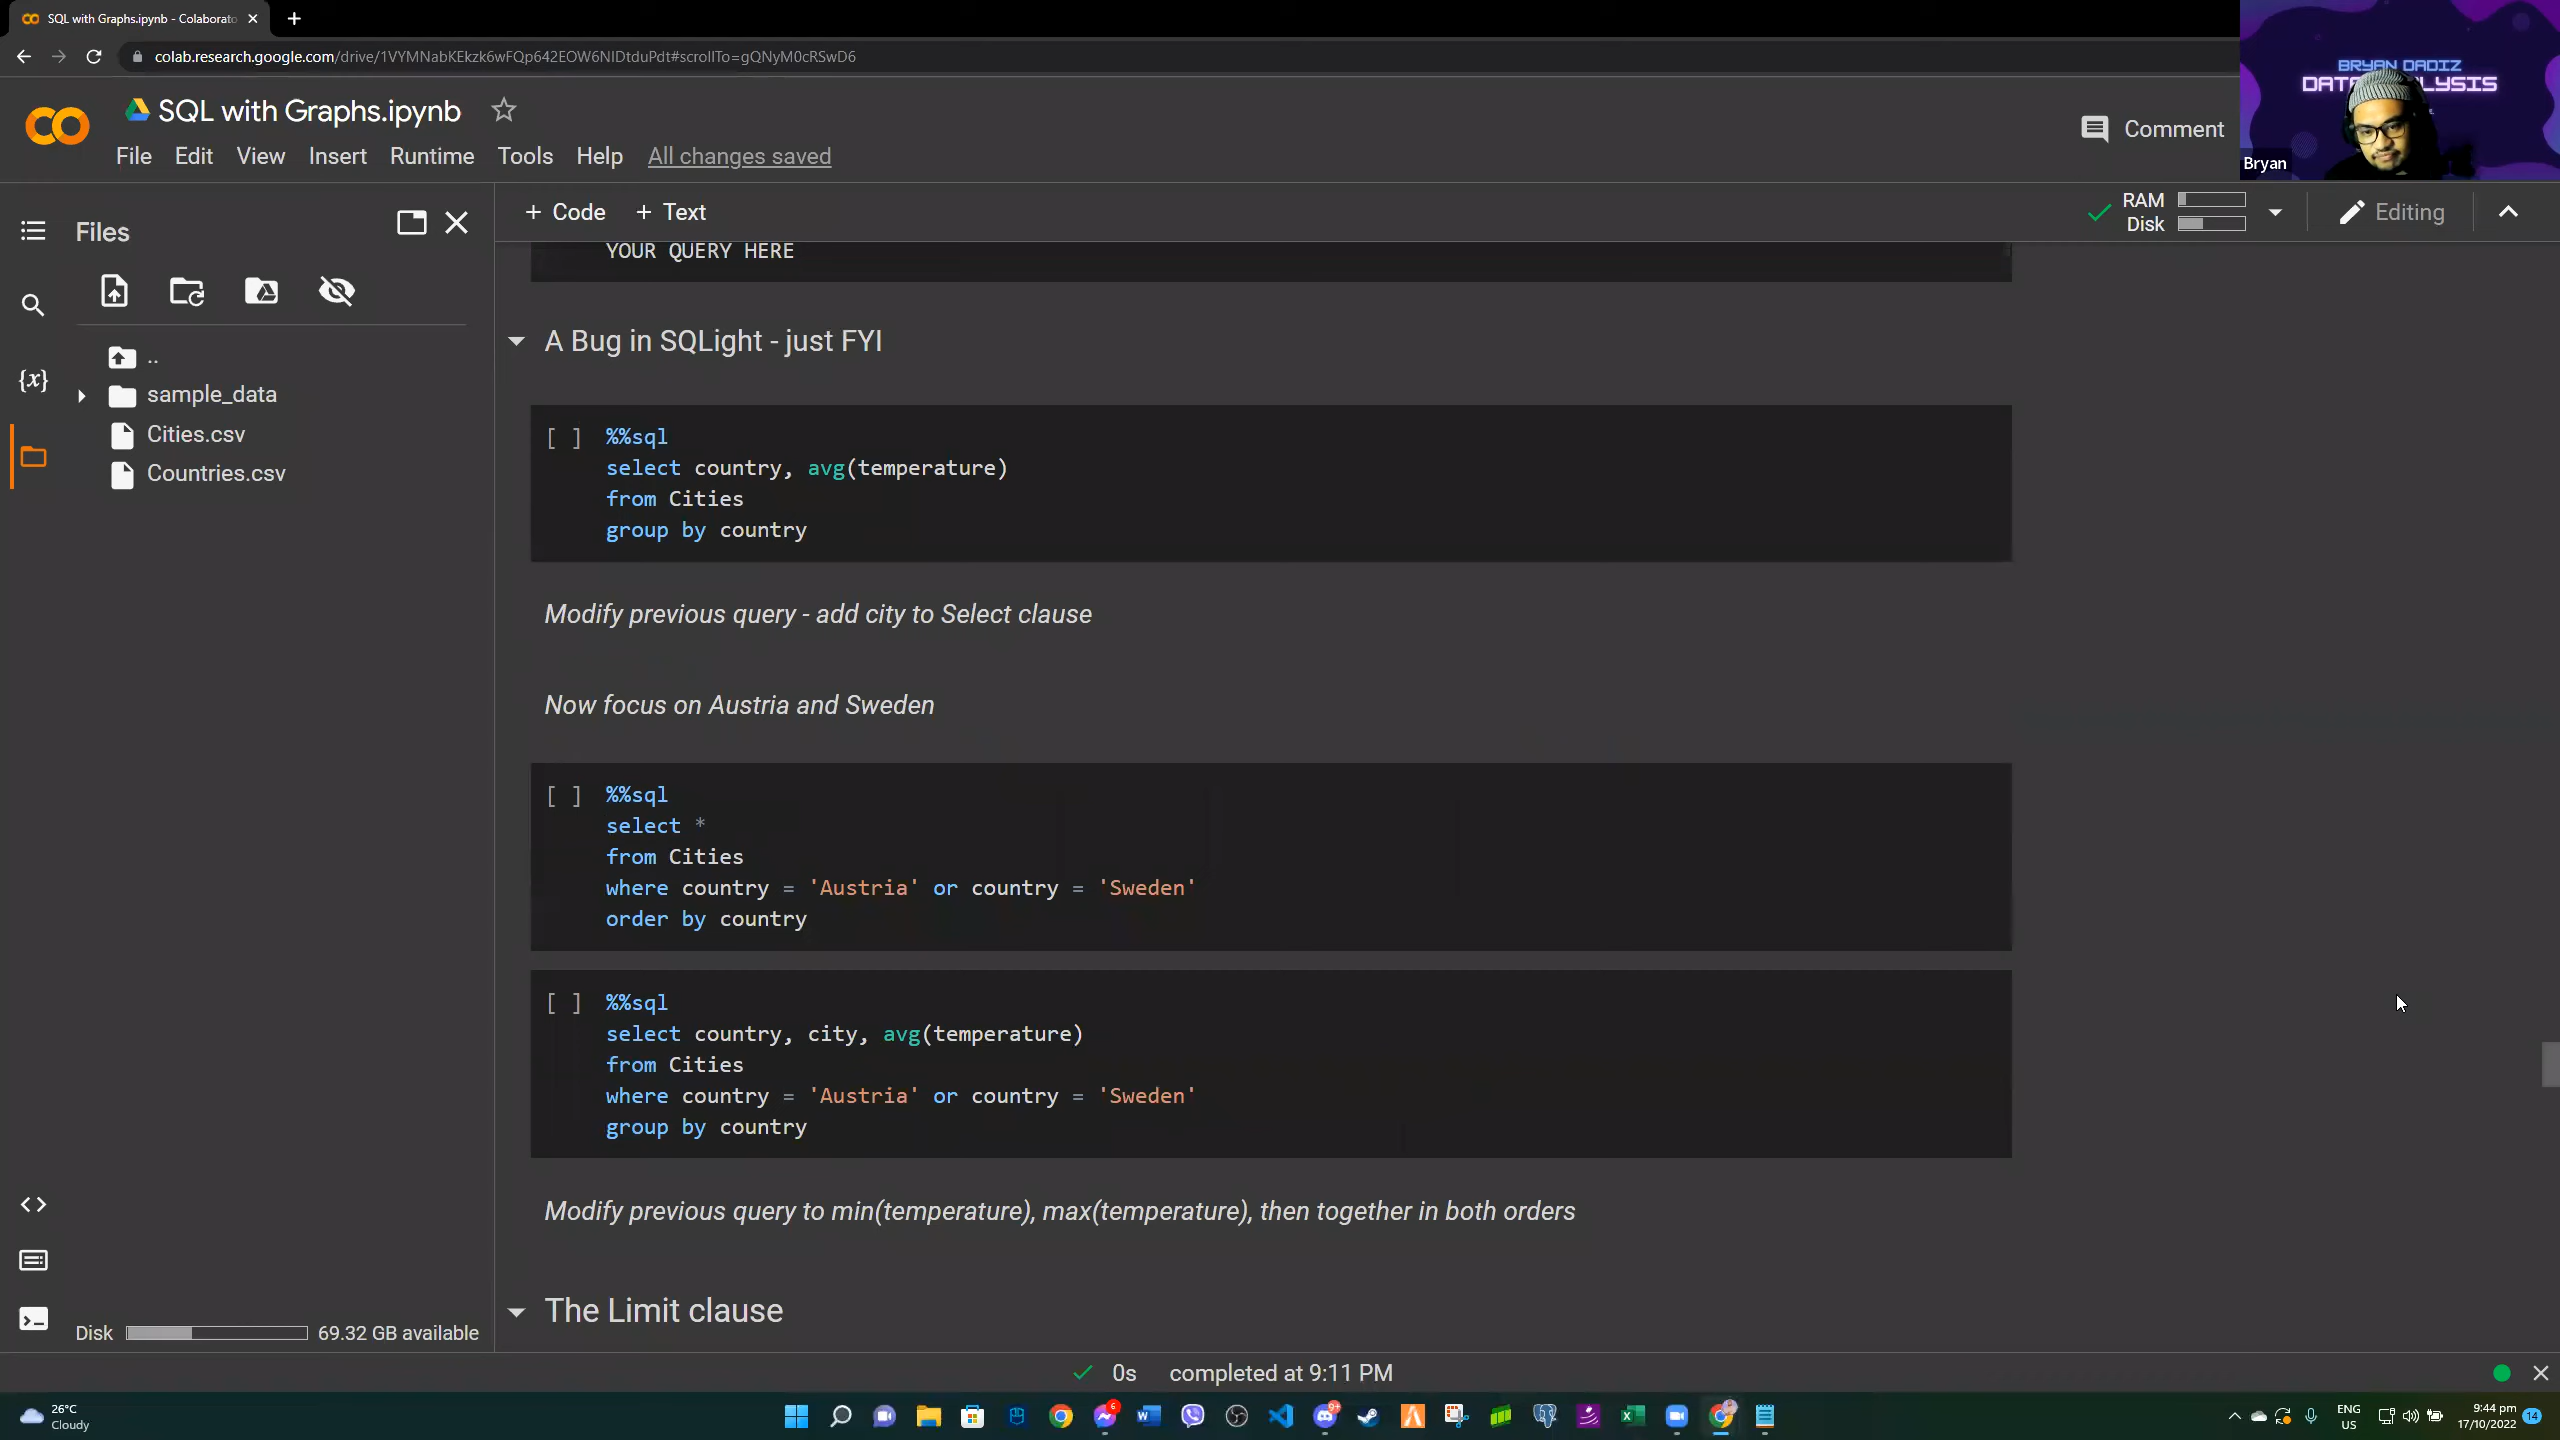 SQL with Graphs.ipynb - Colaborato
colab.research.google.com/drive/1VYMNabKEkzk6wFQp642EOW6NIDtduPdt#scrollTo=gQNyM0cRSwD6
BRYAN DADIZ
Bryan
SQL with Graphs.ipynb
Comment
File Edit View Insert Runtime Tools Help All changes saved
Files
+ Code + Text
RAM
Disk
Editing
YOUR QUERY HERE
..
sample_data
Cities.csv
Countries.csv
A Bug in SQLight - just FYI
[ ] %%sql
select country, avg(temperature)
from Cities
group by country
Modify previous query - add city to Select clause
Now focus on Austria and Sweden
[ ] %%sql
select *
from Cities
where country = 'Austria' or country = 'Sweden'
order by country
[ ] %%sql
select country, city, avg(temperature)
from Cities
where country = 'Austria' or country = 'Sweden'
group by country
Modify previous query to min(temperature), max(temperature), then together in both orders
The Limit clause
Disk 69.32 GB available
0s completed at 9:11 PM
26°C
Cloudy
ENG
US
9:44 pm
17/10/2022
14